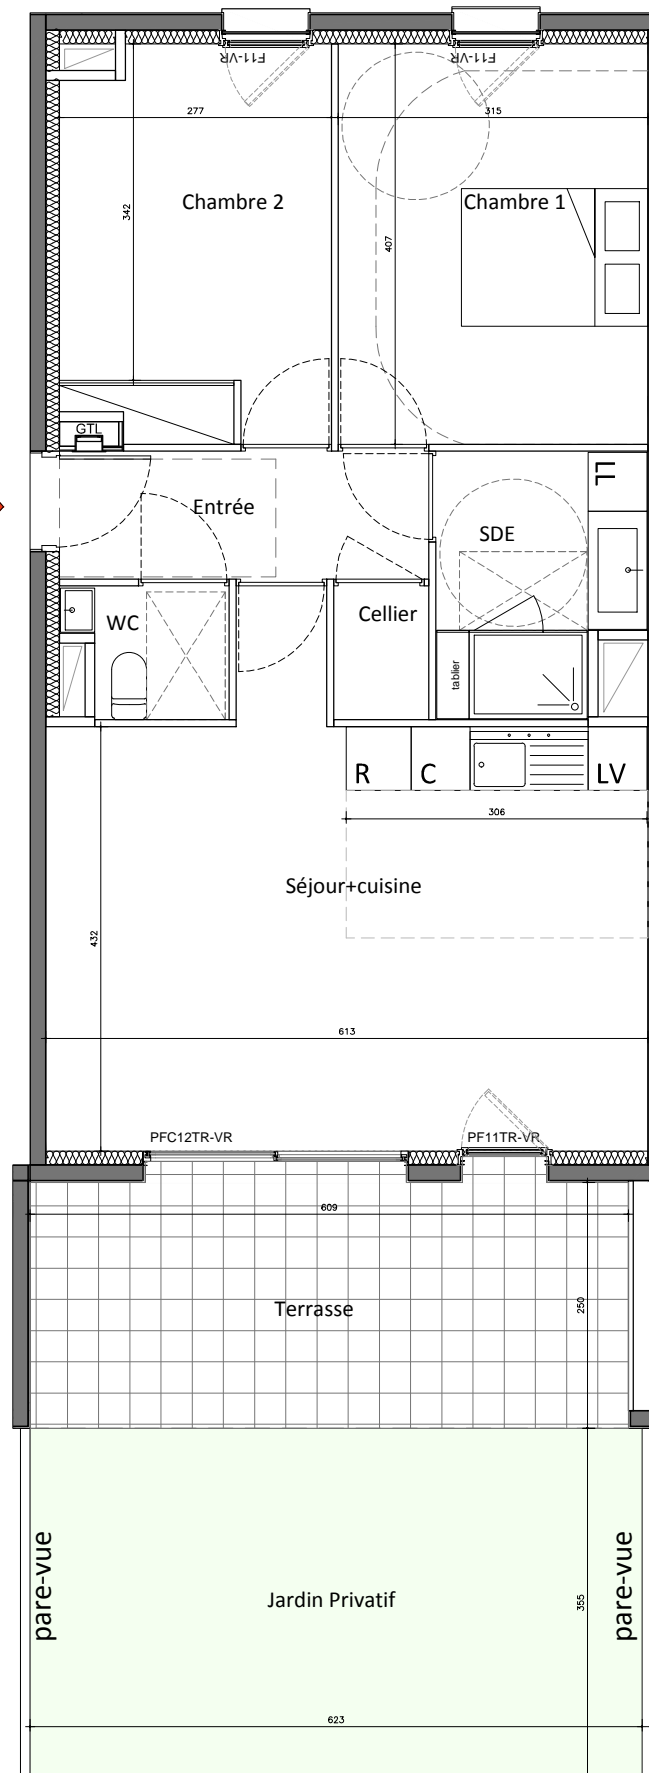 F11-VR
F11-VR
277
315
342
Chambre 2
Chambre 1
407
GTL
LL
Entrée
SDE
WC
Cellier
tablier
R
C
LV
306
Séjour+cuisine
432
613
PFC12TR-VR
PF11TR-VR
609
Terrasse
250
pare-vue
pare-vue
Jardin Privatif
355
623